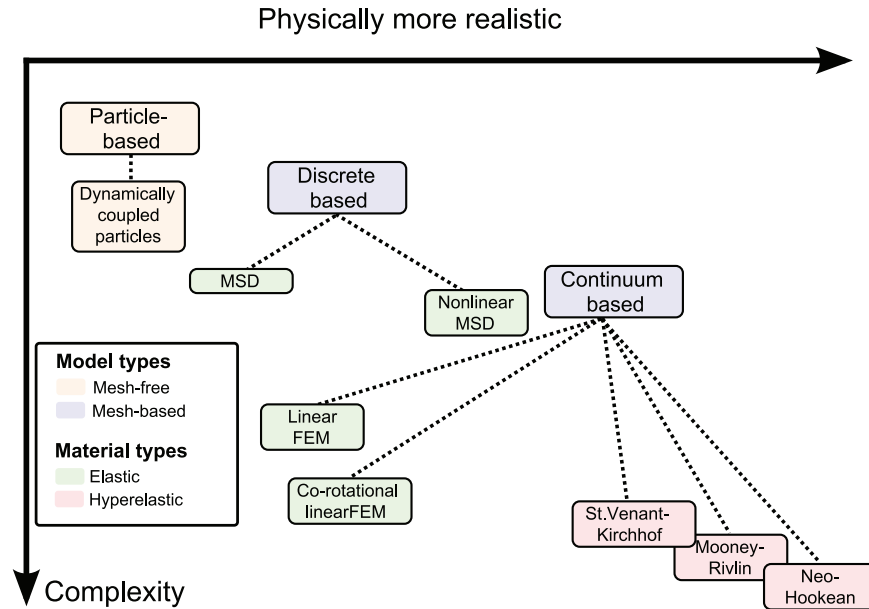 Physically more realistic
Particle-
based
Dynamically
coupled
particles
Discrete
based
MSD
Nonlinear
MSD
Continuum
based
Model types
Mesh-free
Mesh-based
Material types
Elastic
Hyperelastic
Linear
FEM
Co-rotational
linearFEM
St.Venant-
Kirchhof
Mooney-
Rivlin
Neo-
Hookean
Complexity